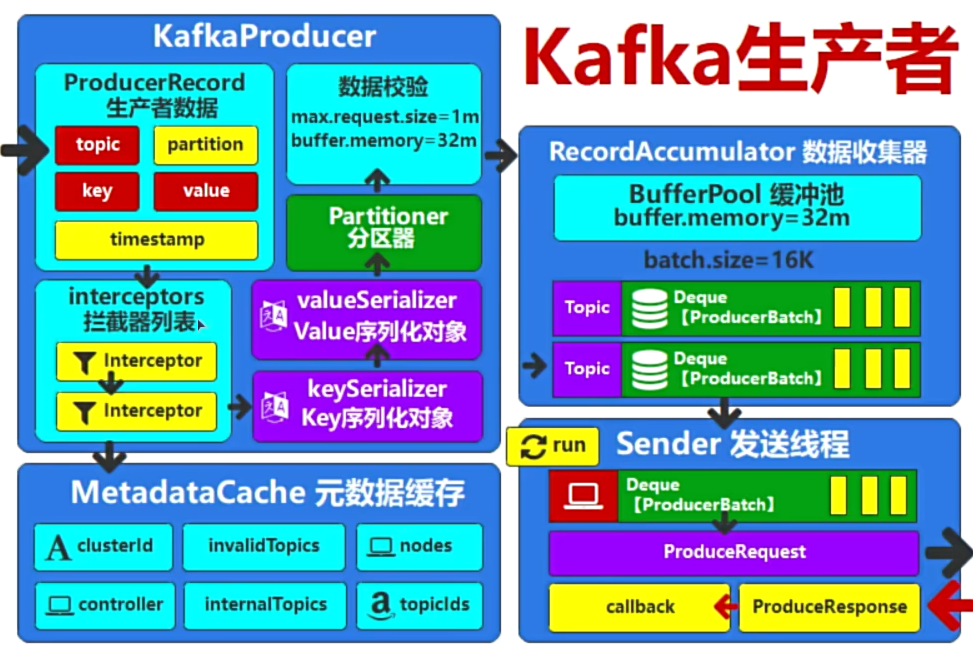 Kafka生产者
KafkaProducer
ProducerRecord
生产者数据
topic
partition
key
value
timestamp
interceptors
拦截器列表
Interceptor
Interceptor
数据校验
max.request.size=1m
buffer.memory=32m
Partitioner
分区器
valueSerializer
Value序列化对象
keySerializer
Key序列化对象
MetadataCache 元数据缓存
clusterId
invalidTopics
nodes
controller
internalTopics
topicIds
RecordAccumulator 数据收集器
BufferPool 缓冲池
buffer.memory=32m
batch.size=16K
Topic
Deque
【ProducerBatch】
Topic
Deque
【ProducerBatch】
run
Sender 发送线程
Deque
【ProducerBatch】
ProduceRequest
callback
ProduceResponse